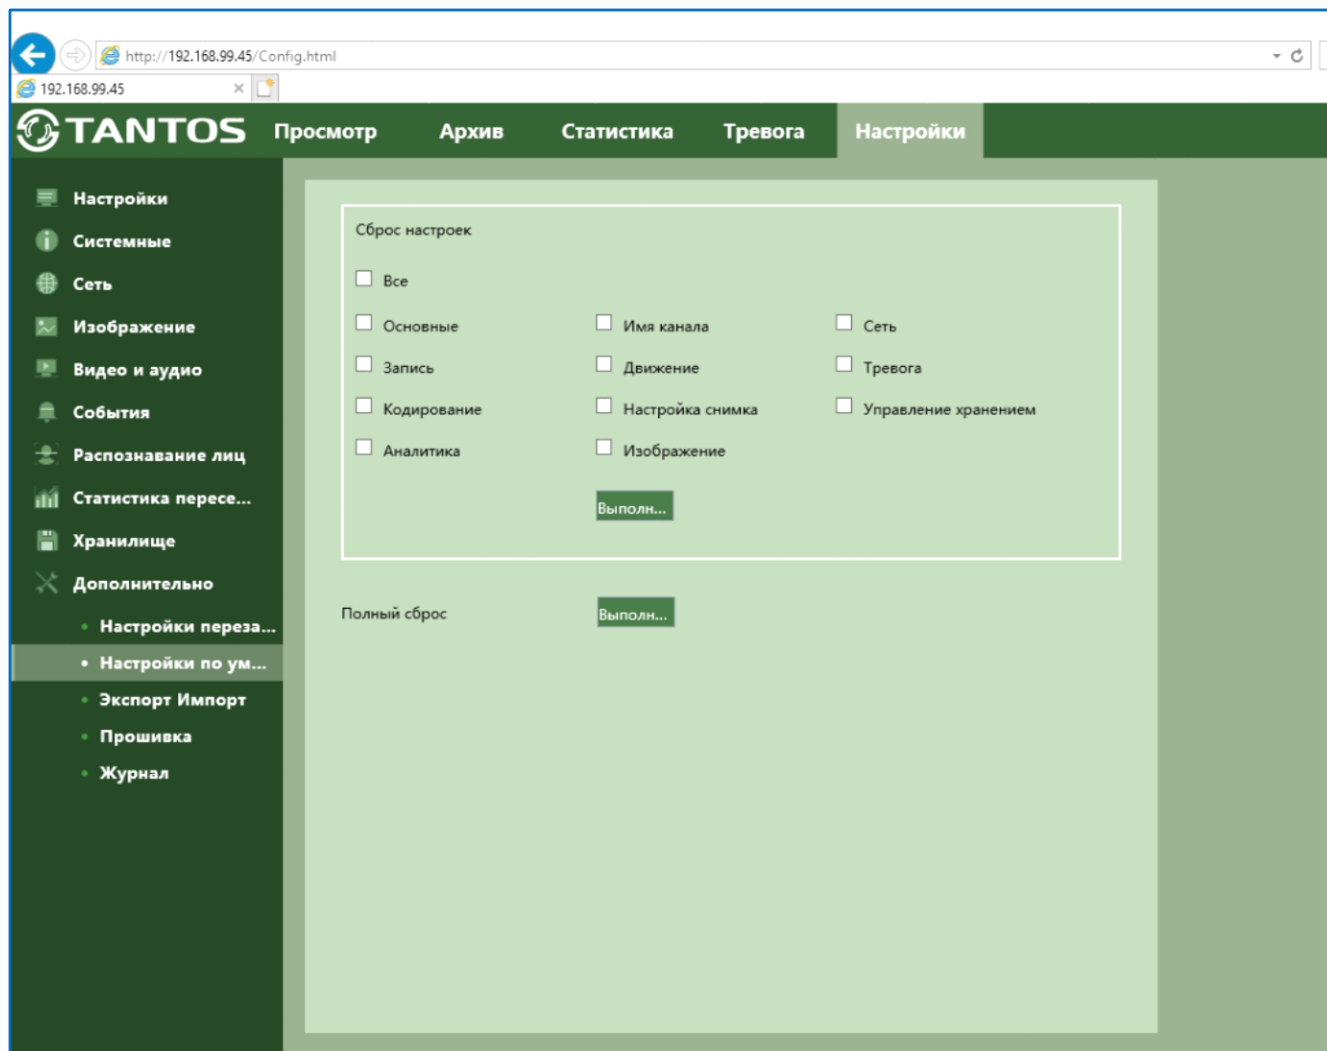 http://192.168.99.45/Config.html
192.168.99.45
TANTOS Просмотр Архив Статистика Тревога Настройки
Настройки
Системные
Сеть
Изображение
Видео и аудио
События
Распознавание лиц
Статистика пересе...
Хранилище
Дополнительно
Настройки переза...
Настройки по ум...
Экспорт Импорт
Прошивка
Журнал
Сброс настроек
Все
Основные Имя канала Сеть
Запись Движение Тревога
Кодирование Настройка снимка Управление хранением
Аналитика Изображение
Выполн...
Полный сброс Выполн...